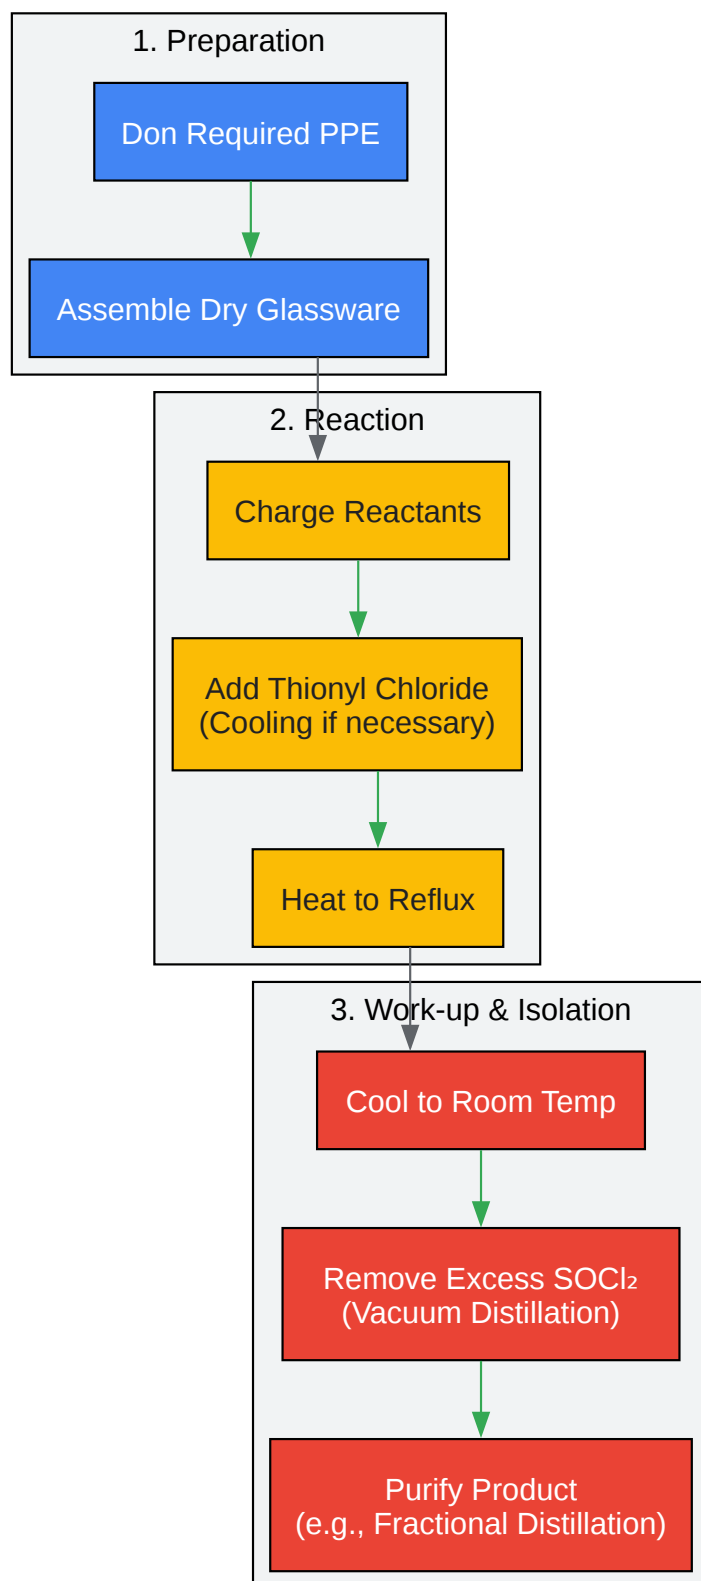 1. Preparation
Don Required PPE
Assemble Dry Glassware
2. Reaction
Charge Reactants
Add Thionyl Chloride
(Cooling if necessary)
Heat to Reflux
3. Work-up & Isolation
Cool to Room Temp
Remove Excess SOCl₂
(Vacuum Distillation)
Purify Product
(e.g., Fractional Distillation)